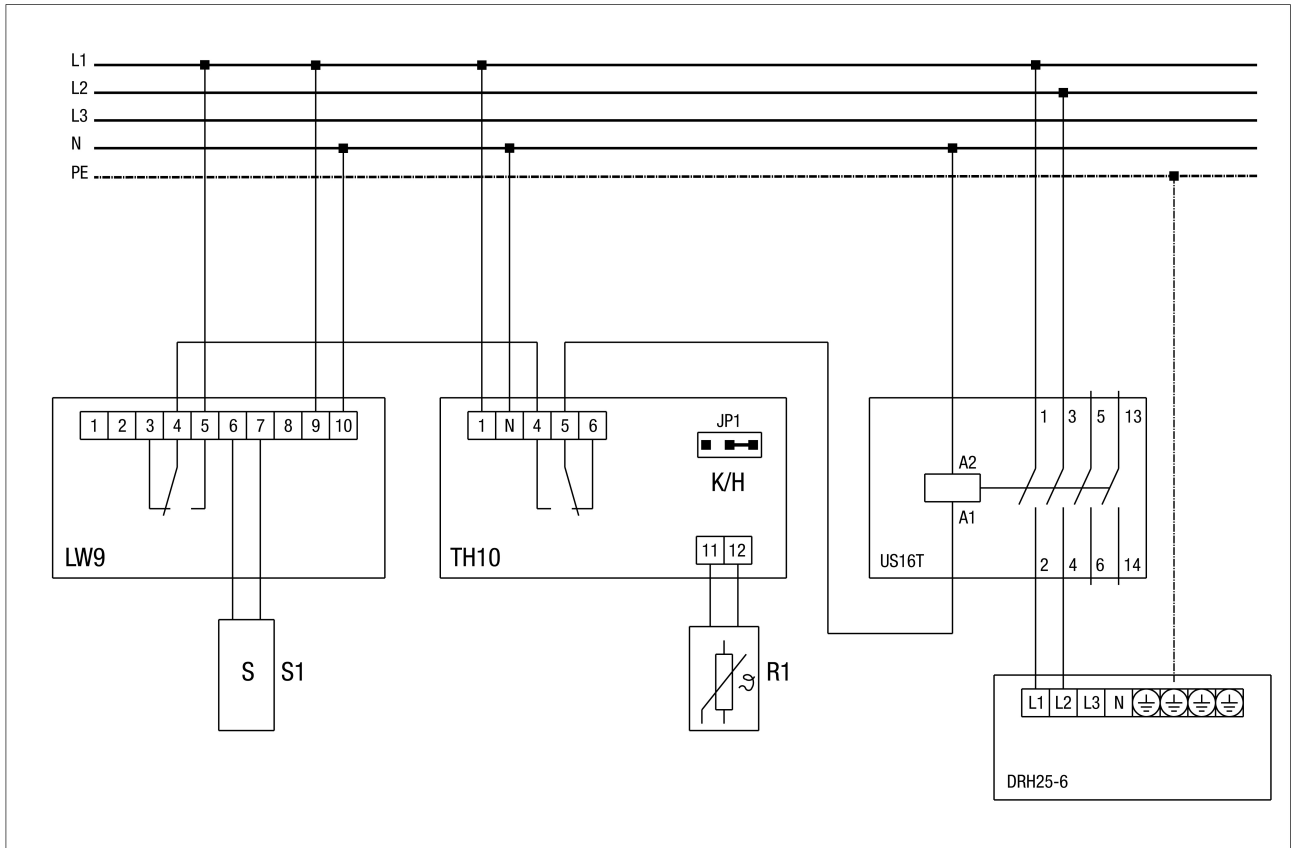 L1
L2
L3
N
PE
1 2 3 4 5 6 7 8 9 10
LW9
S S1
1 N 4 5 6
JP1
K/H
11 12
TH10
R1
1 3 5 13
A2
A1
US16T
2 4 6 14
L1 L2 L3 N
DRH25-6